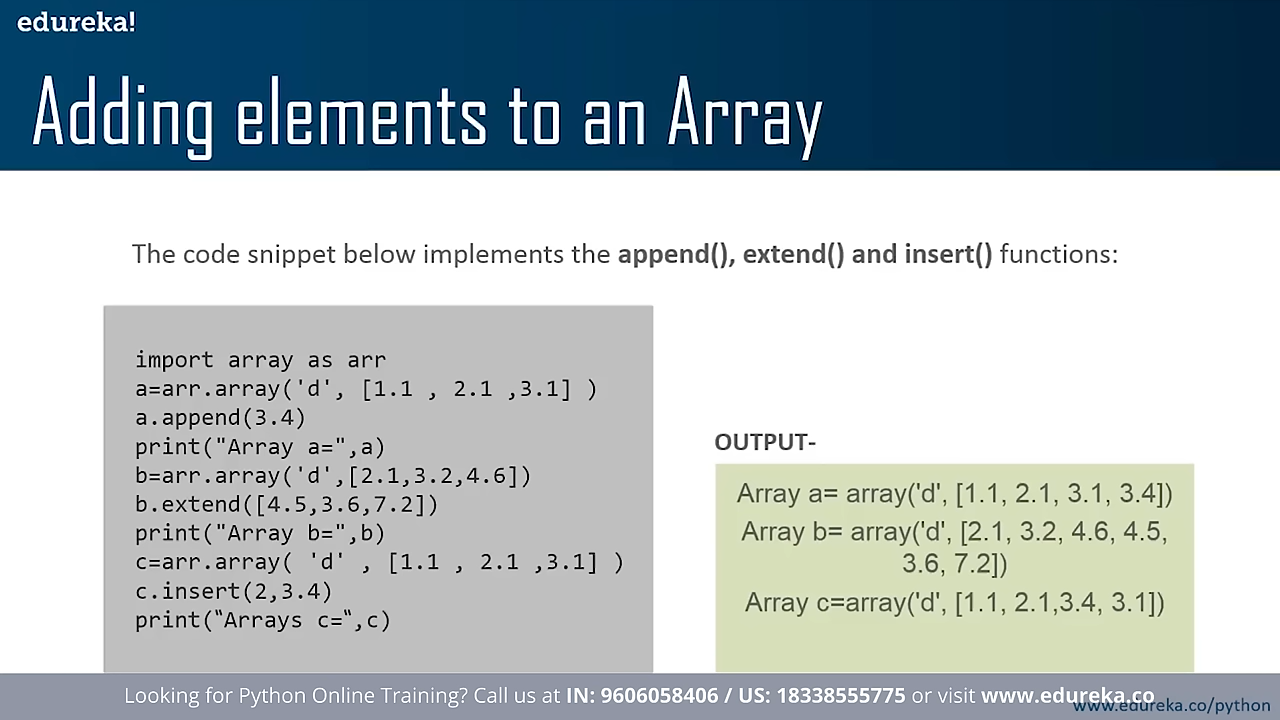 edureka!
Adding elements to an Array
The code snippet below implements the append(), extend() and insert() functions:
import array as arr
a=arr.array('d', [1.1 , 2.1 ,3.1] )
a.append(3.4)
print("Array a=",a)
b=arr.array('d',[2.1,3.2,4.6])
b.extend([4.5,3.6,7.2])
print("Array b=",b)
c=arr.array( 'd' , [1.1 , 2.1 ,3.1] )
c.insert(2,3.4)
print(‟Arrays c=‟,c)
OUTPUT-
Array a= array('d', [1.1, 2.1, 3.1, 3.4])
Array b= array('d', [2.1, 3.2, 4.6, 4.5,
3.6, 7.2])
Array c=array('d', [1.1, 2.1,3.4, 3.1])
Looking for Python Online Training? Call us at IN: 9606058406 / US: 18338555775 or visit www.edureka.co
www.edureka.co/python